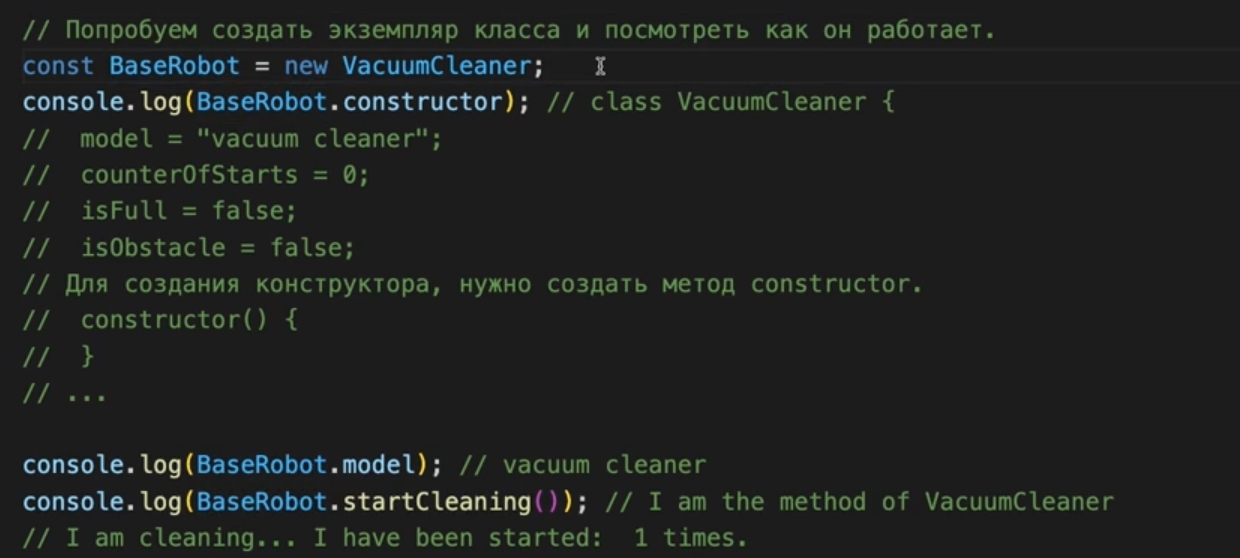 // Попробуем создать экземпляр класса и посмотреть как он работает.
const BaseRobot = new VacuumCleaner;
console.log(BaseRobot.constructor); // class VacuumCleaner {
//  model = "vacuum cleaner";
//  counterOfStarts = 0;
//  isFull = false;
//  isObstacle = false;
// Для создания конструктора, нужно создать метод constructor.
//  constructor() {
//  }
// ...
console.log(BaseRobot.model); // vacuum cleaner
console.log(BaseRobot.startCleaning()); // I am the method of VacuumCleaner
// I am cleaning... I have been started:  1 times.